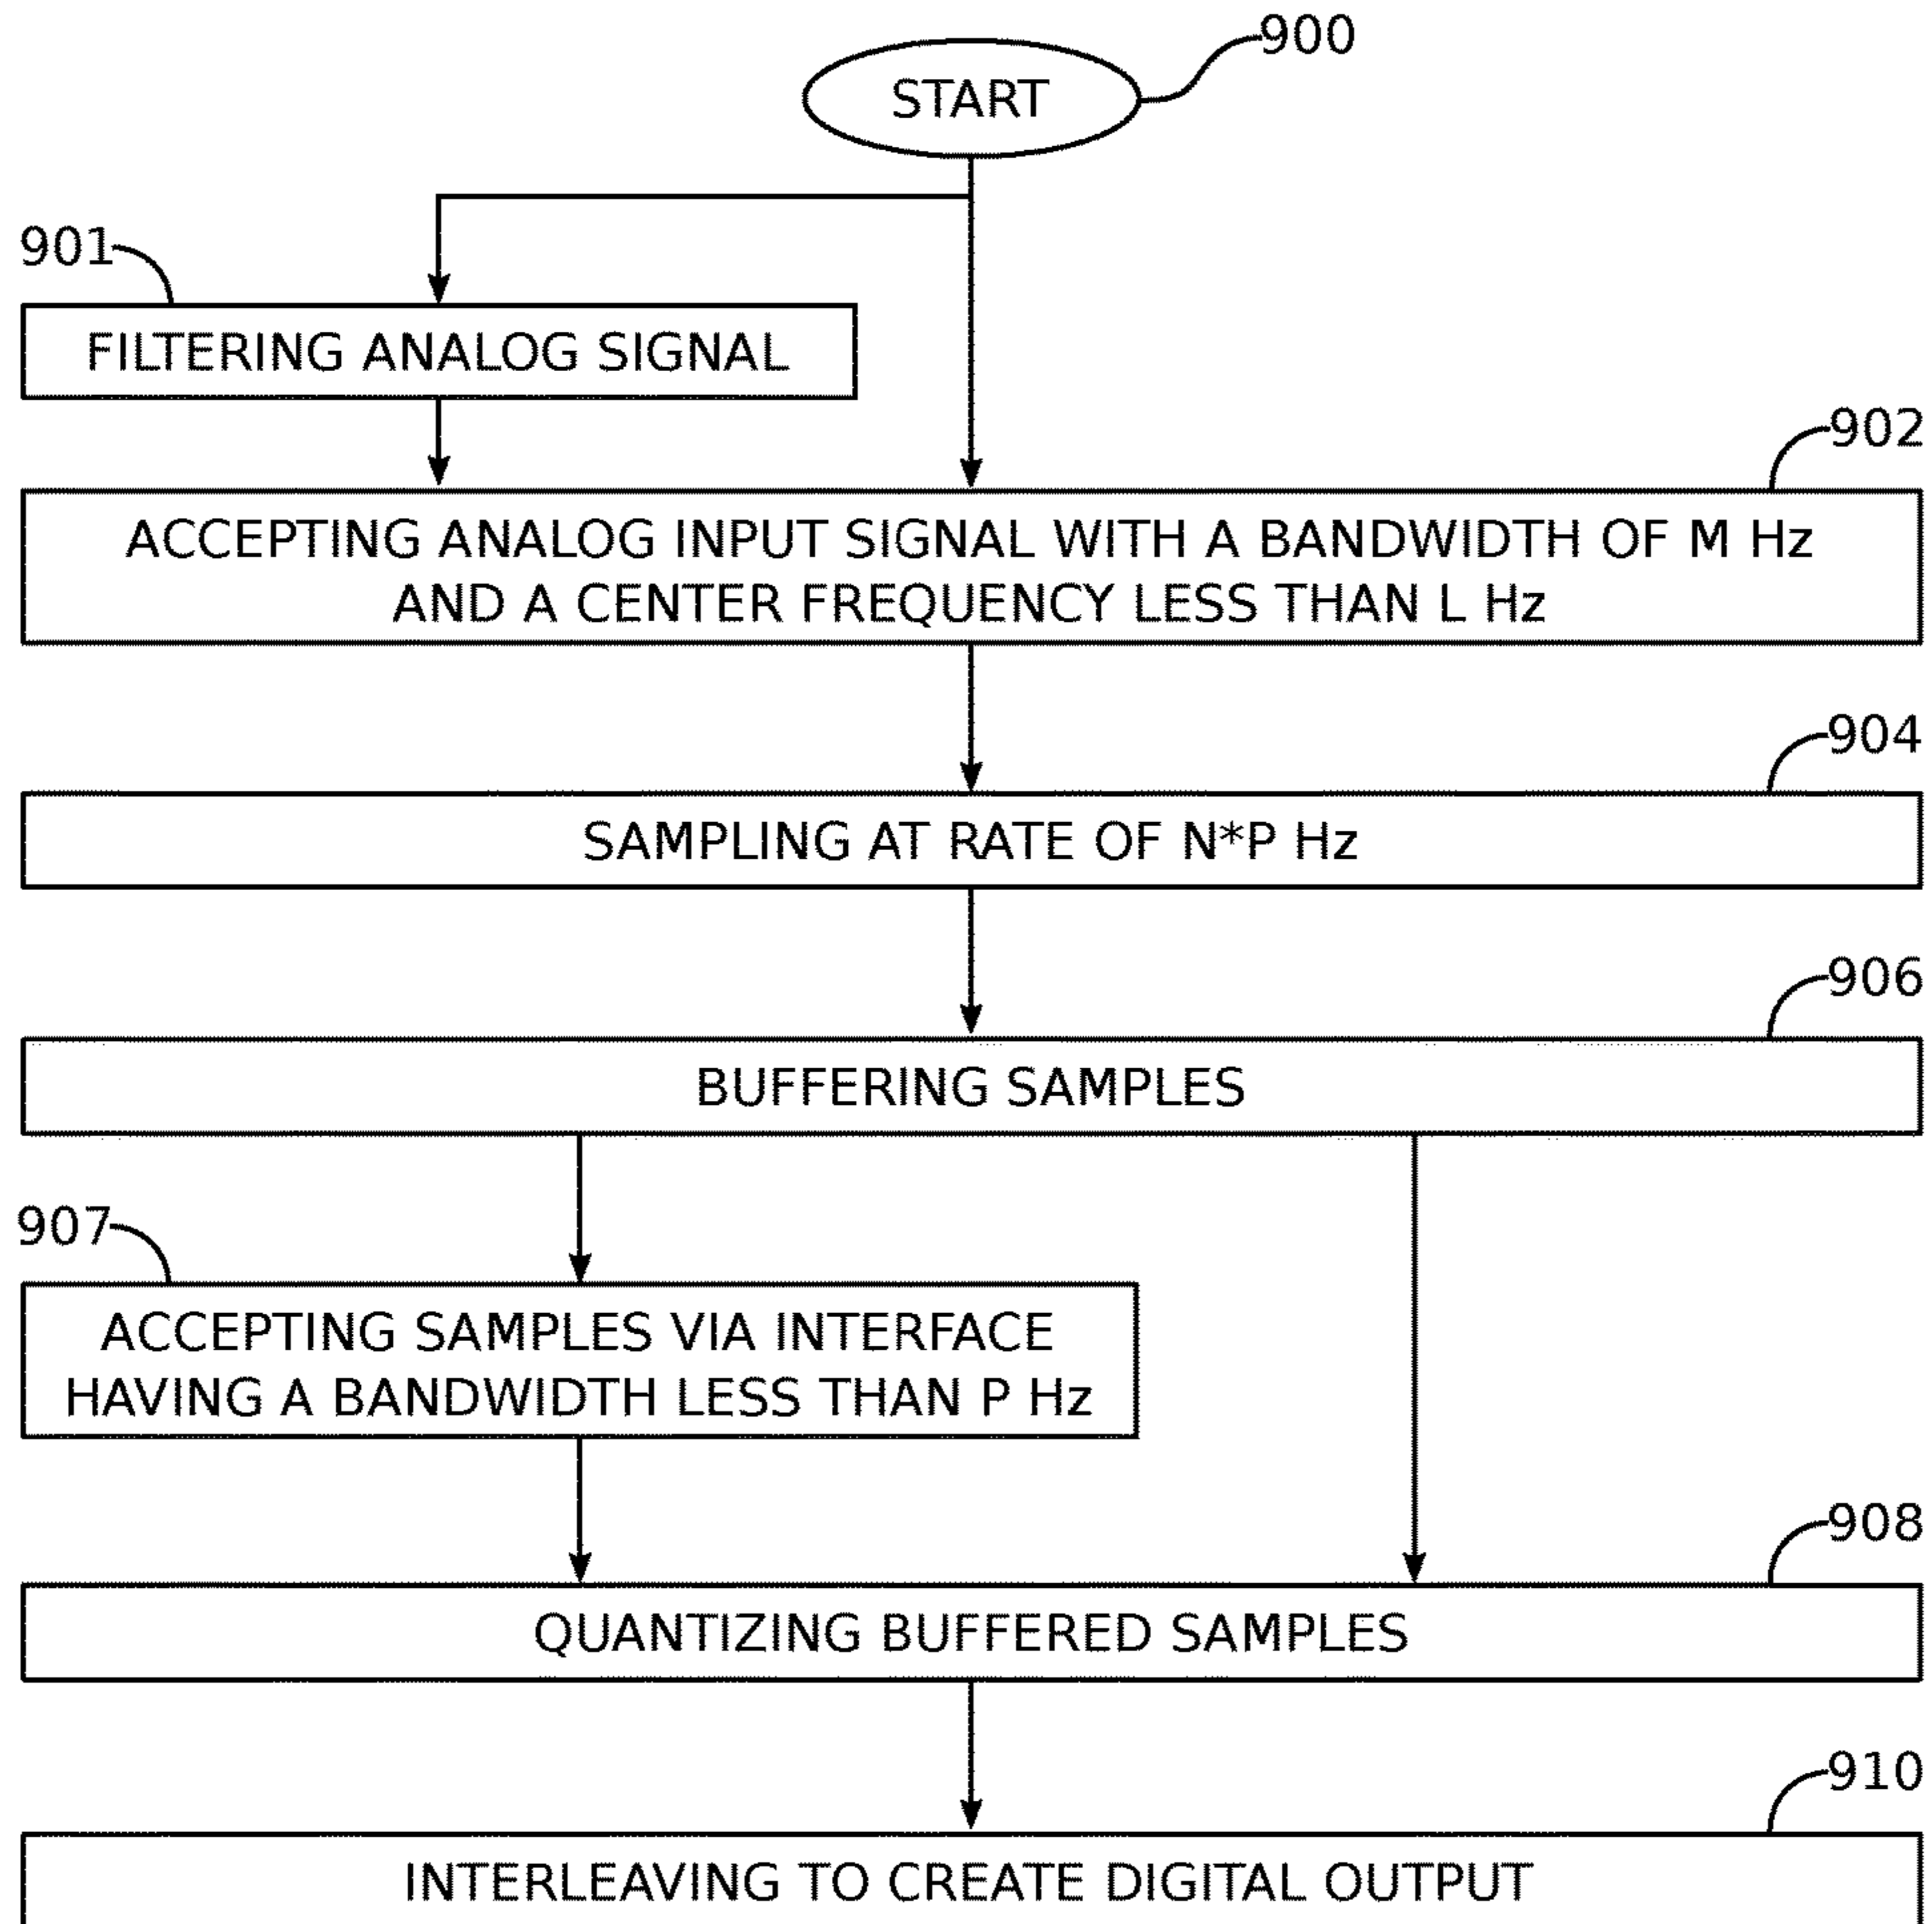 900
START
901
FILTERING ANALOG SIGNAL
902
ACCEPTING ANALOG INPUT SIGNAL WITH A BANDWIDTH OF M Hz
AND A CENTER FREQUENCY LESS THAN L Hz
904
SAMPLING AT RATE OF N*P Hz
906
BUFFERING SAMPLES
907
ACCEPTING SAMPLES VIA INTERFACE
HAVING A BANDWIDTH LESS THAN P Hz
908
QUANTIZING BUFFERED SAMPLES
910
INTERLEAVING TO CREATE DIGITAL OUTPUT